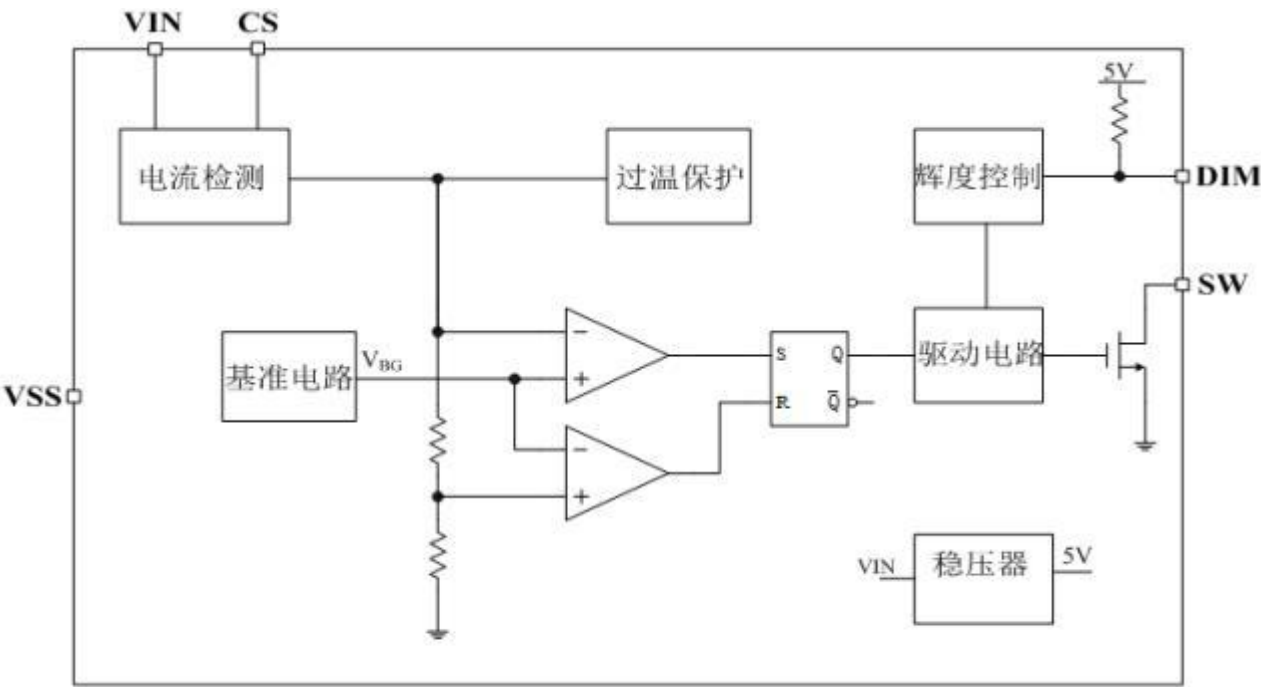 VIN CS
5V
电流检测 过温保护 辉度控制 DIM
SW
基准电路 VBG − + S Q 驱动电路
VSS
R Q̅
− +
VIN 稳压器 5V